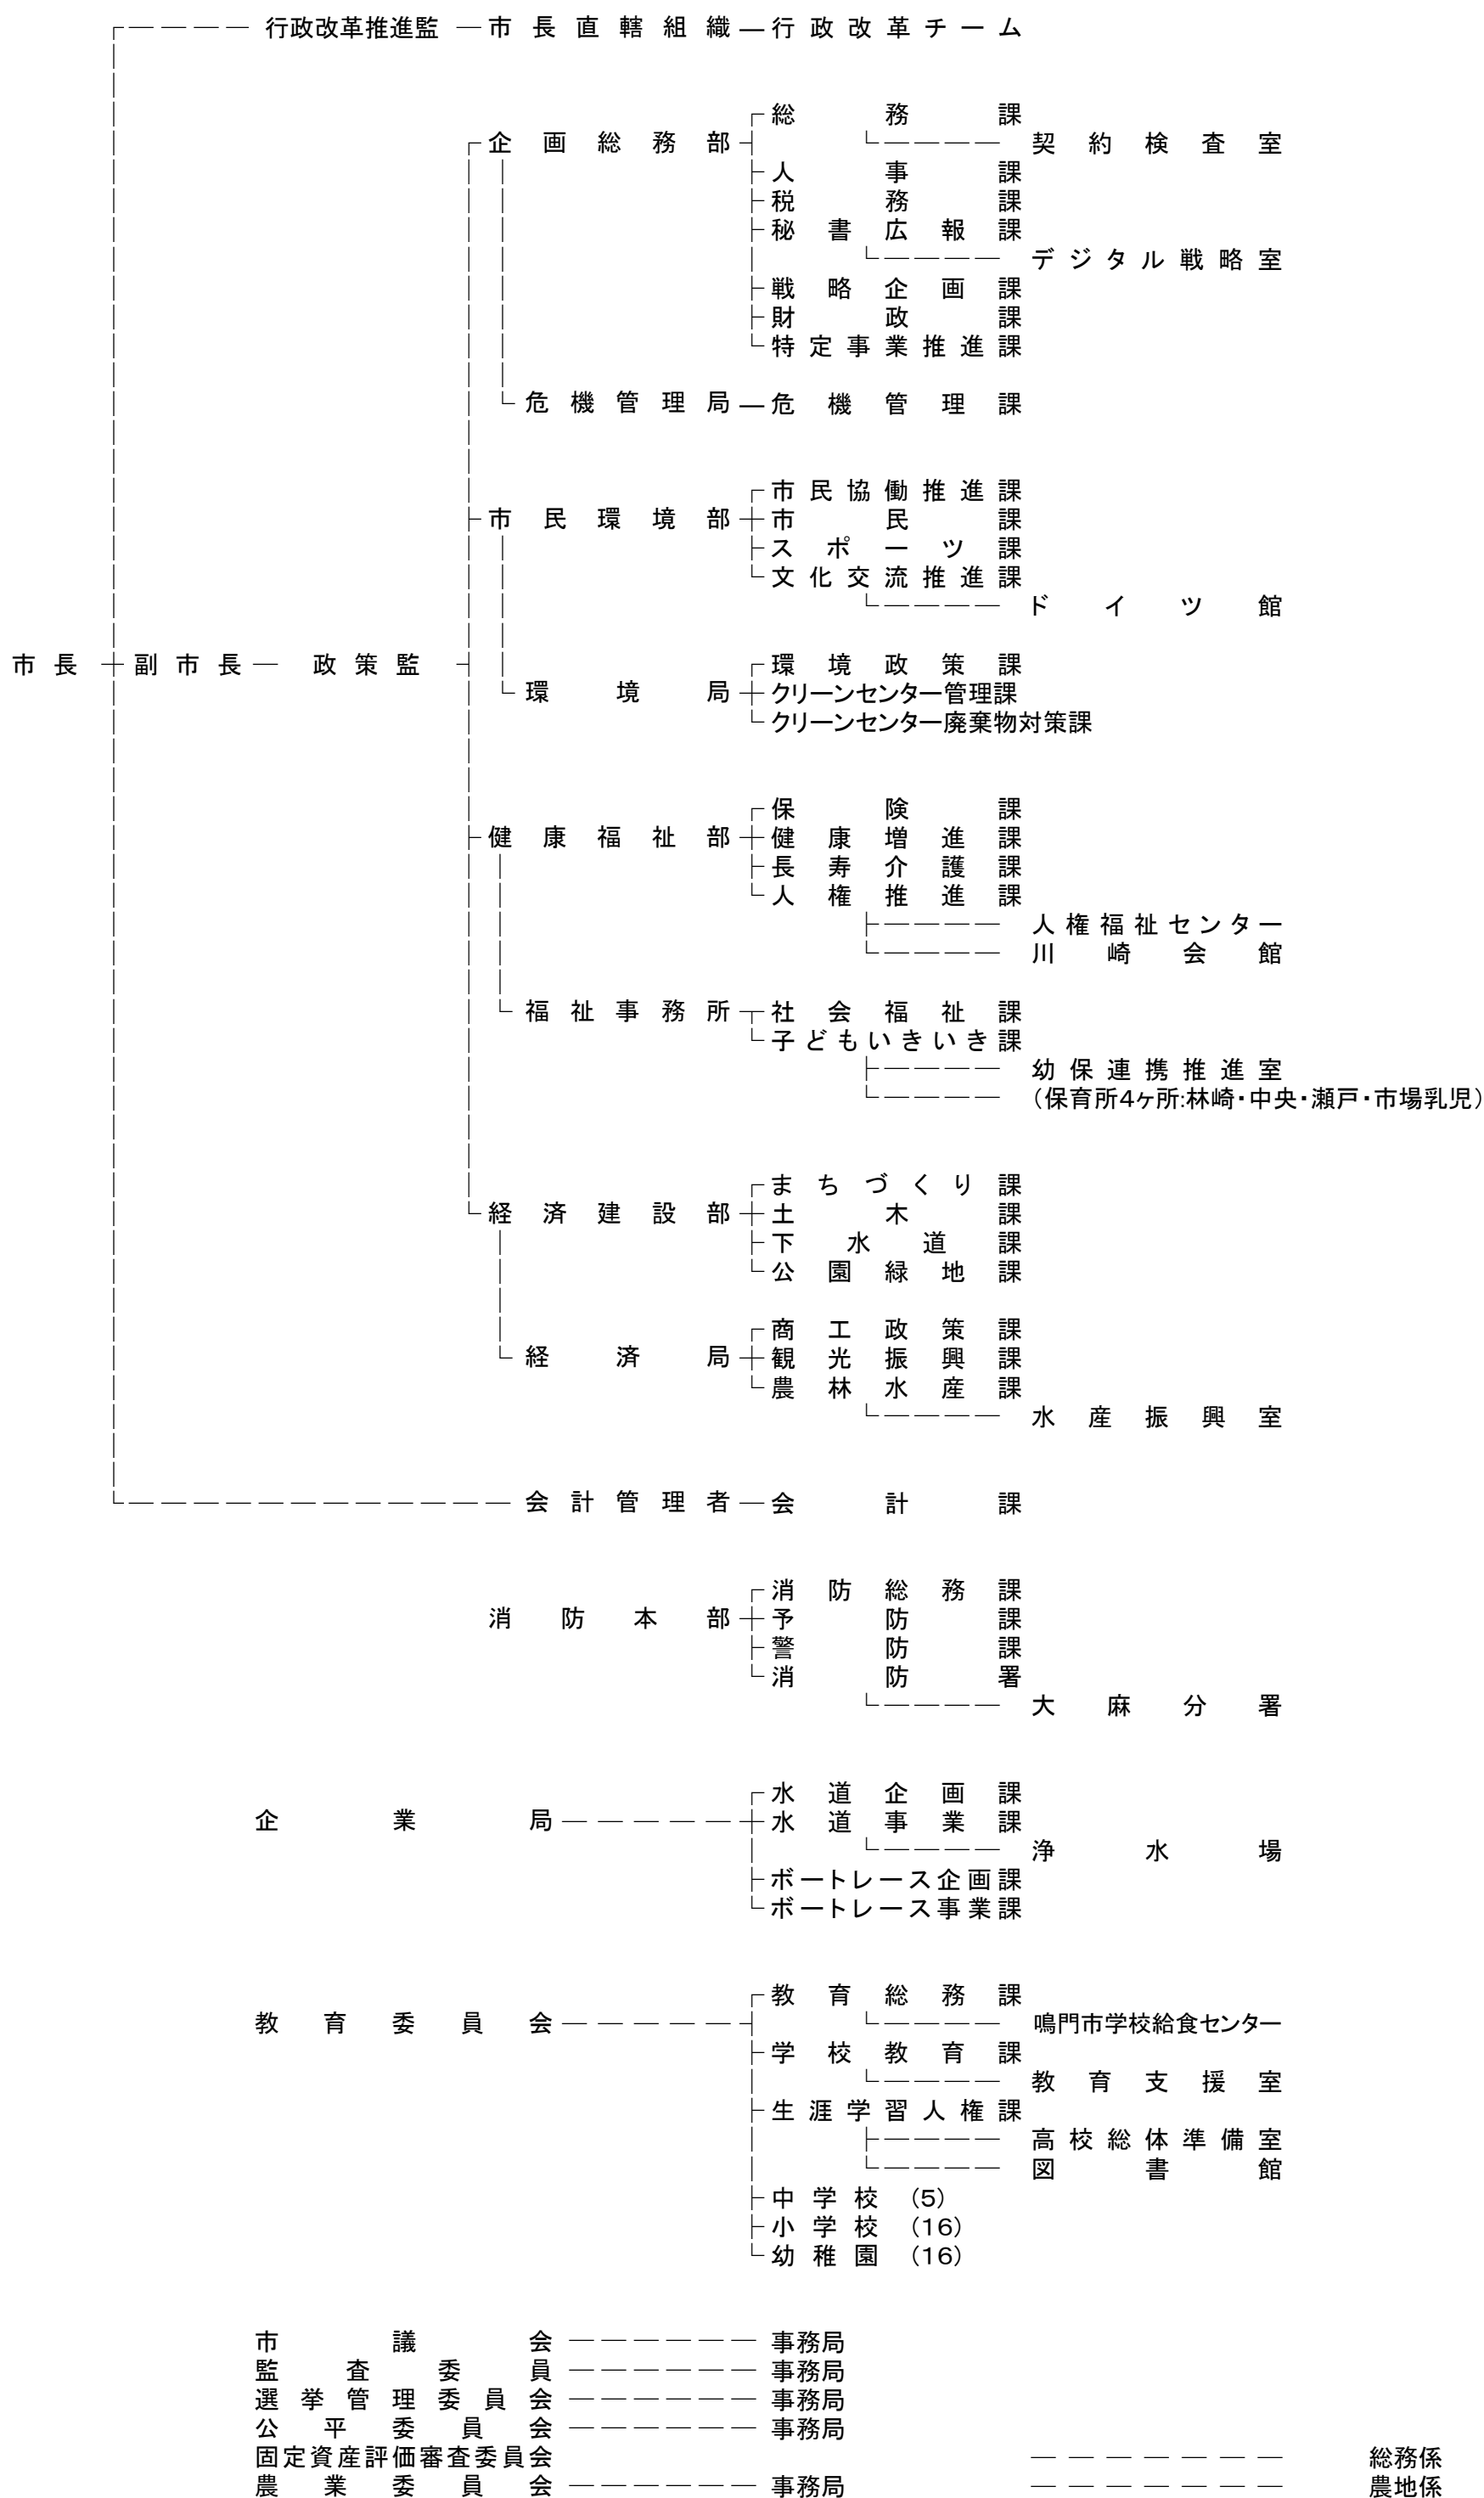 行政改革推進監 市長直轄組織 行政改革チーム
総務課
企画総務部 契約検査室
人事課
税務課
秘書広報課
デジタル戦略室
戦略企画課
財政課
特定事業推進課
危機管理局 危機管理課
市民協働推進課
市民環境部 市民課
スポーツ課
文化交流推進課
ドイツ館
市長 副市長 政策監 環境政策課
環境局 クリーンセンター管理課
クリーンセンター廃棄物対策課
保険課
健康福祉部 健康増進課
長寿介護課
人権推進課
人権福祉センター
川崎会館
福祉事務所 社会福祉課
子どもいきいき課
幼保連携推進室
(保育所4ヶ所:林崎・中央・瀬戸・市場乳児)
まちづくり課
経済建設部 土木課
下水道課
公園緑地課
商工政策課
経済局 観光振興課
農林水産課
水産振興室
会計管理者 会計課
消防総務課
消防本部 予防課
警防課
消防署
大麻分署
水道企画課
企業局 水道事業課
浄水場
ボートレース企画課
ボートレース事業課
教育総務課
教育委員会 鳴門市学校給食センター
学校教育課
教育支援室
生涯学習人権課
高校総体準備室
図書館
中学校 (5)
小学校 (16)
幼稚園 (16)
市議会 事務局
監査委員 事務局
選挙管理委員会 事務局
公平委員会 事務局
固定資産評価審査委員会 総務係
農業委員会 事務局 農地係